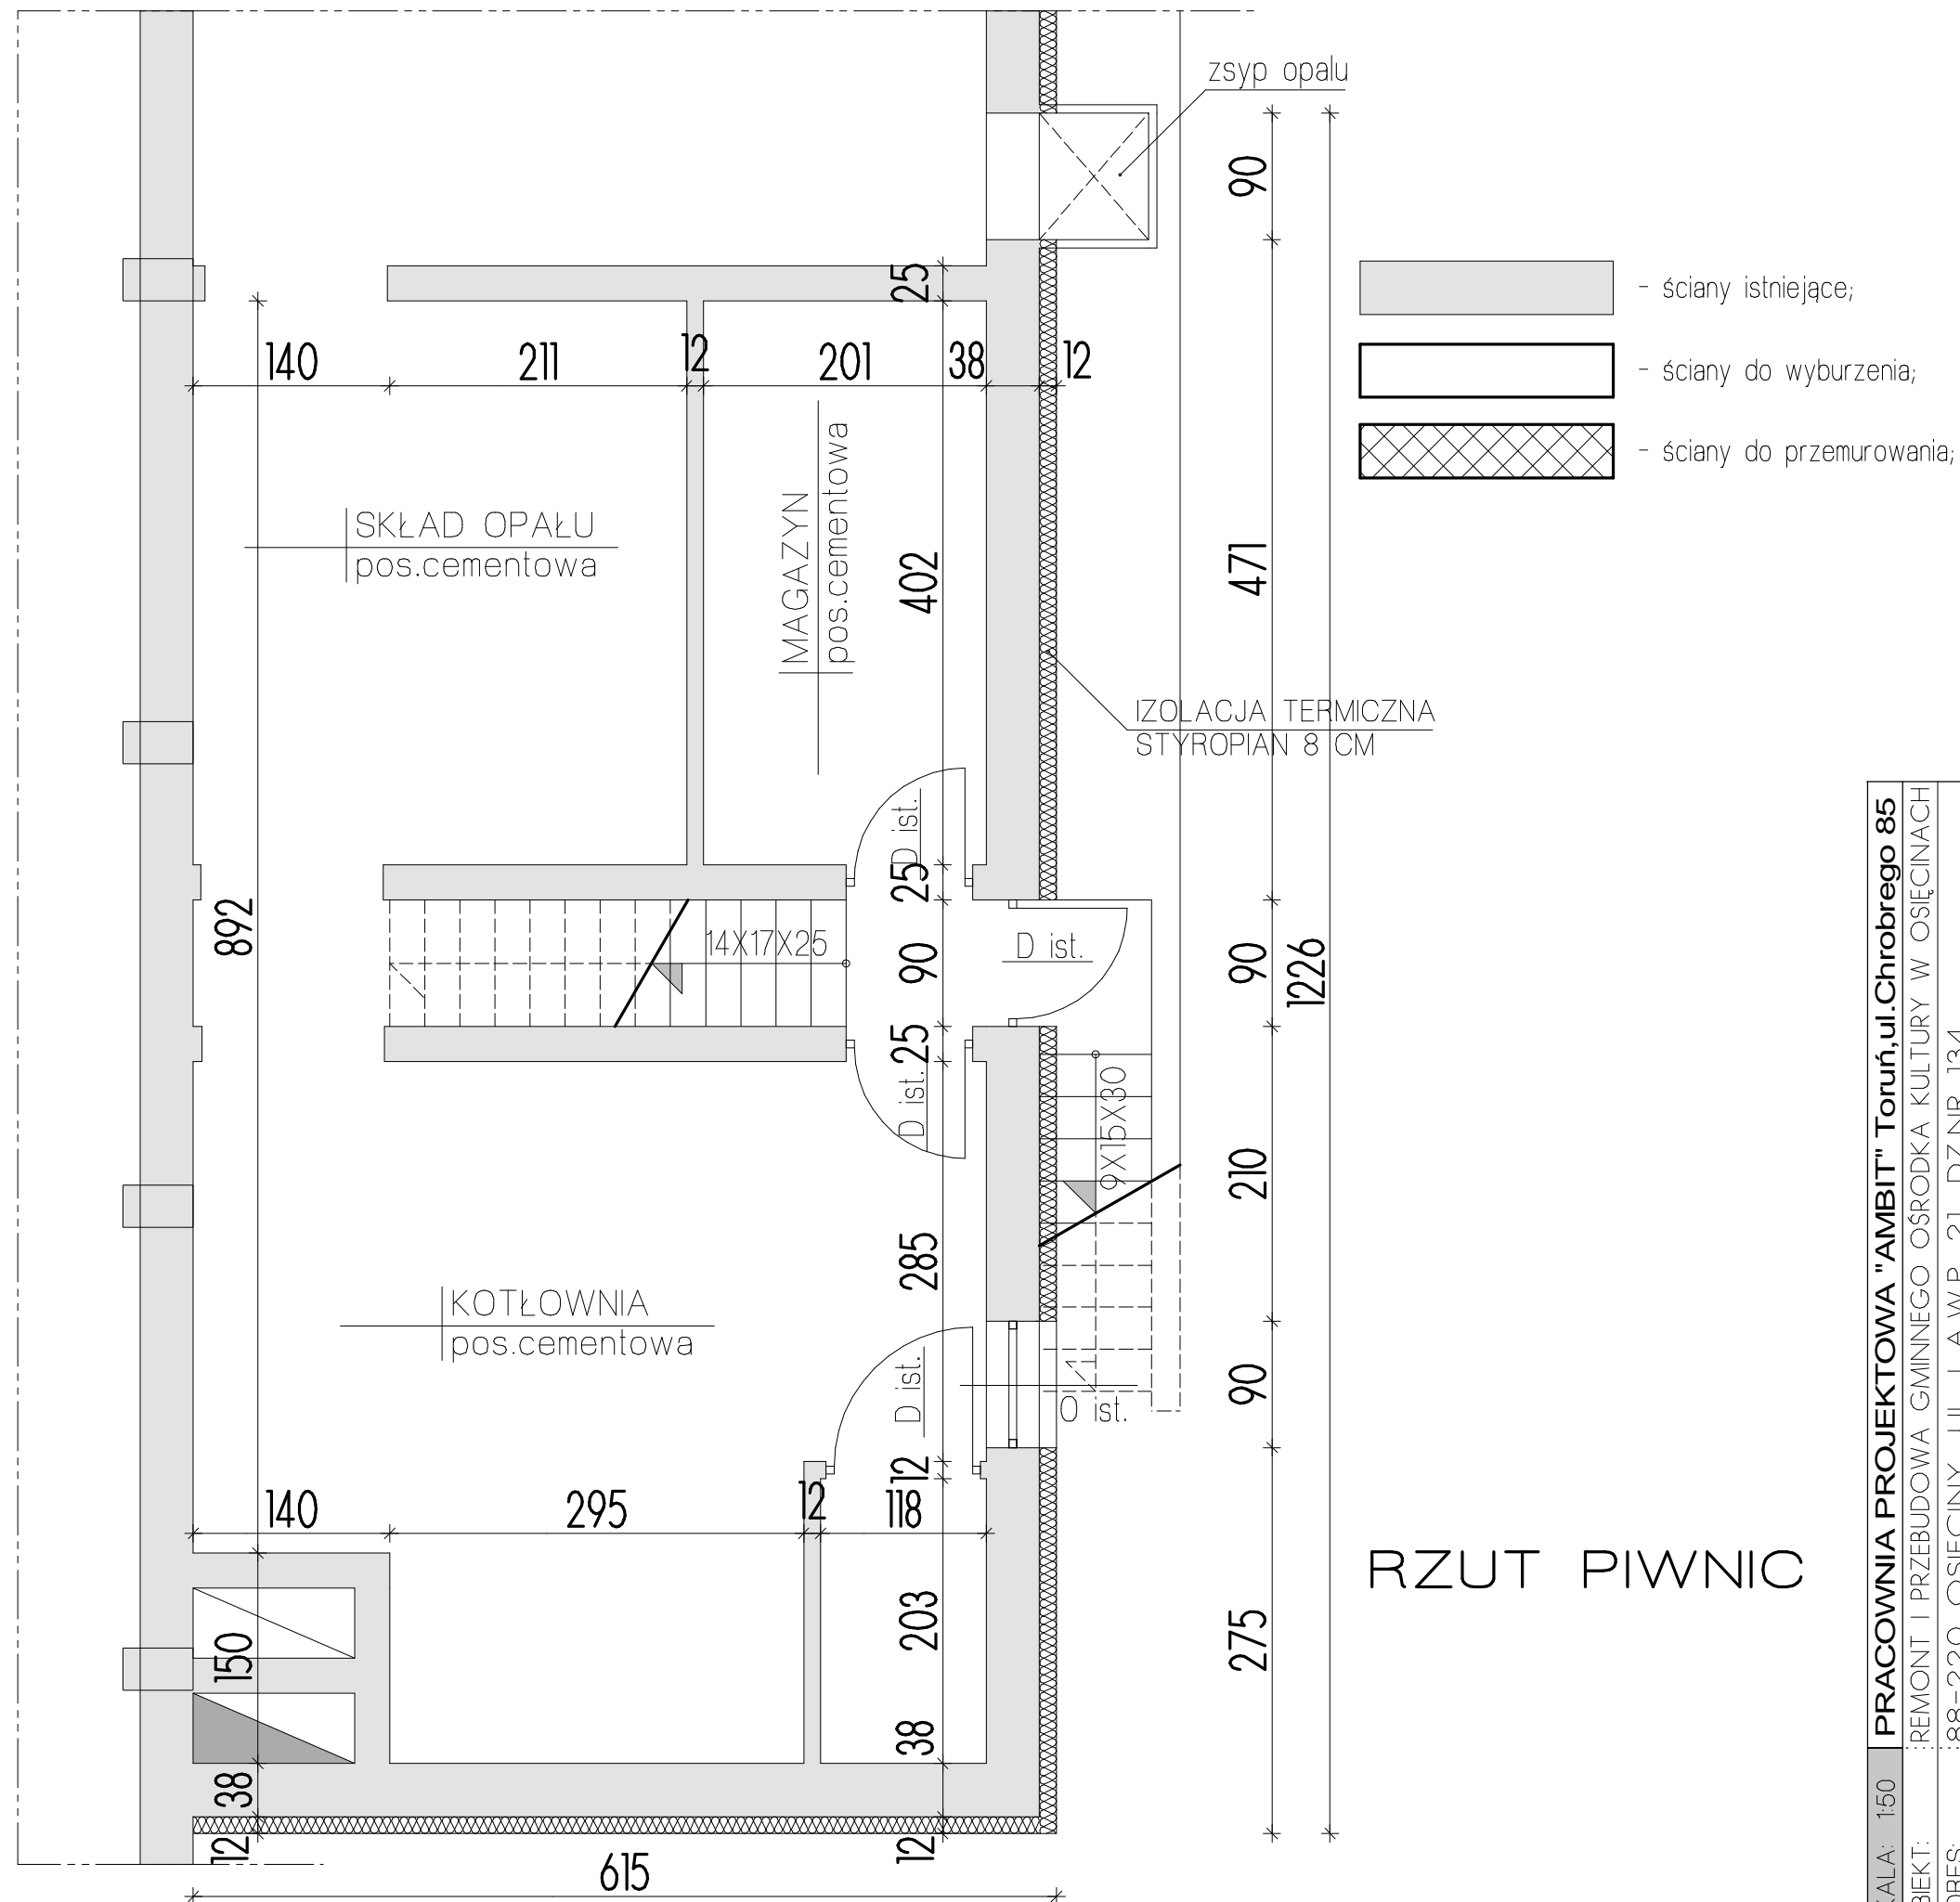 zsyp opalu
90
25
- ściany istniejące;
140
211
12
201
38
12
- ściany do wyburzenia;
- ściany do przemurowania;
SKŁAD OPAŁU
pos.cementowa
MAGAZYN
pos.cementowa
402
471
IZOLACJA TERMICZNA
STYROPIAN 8 CM
D ist.
25
892
14X17X25
90
D ist.
90
1226
25
D ist.
9X15X30
210
285
KOTŁOWNIA
pos.cementowa
D ist.
90
O ist.
12
140
295
12
118
RZUT PIWNIC
203
275
150
38
38
12
12
615
PRACOWNIA PROJEKTOWA "AMBIT" Toruń,ul.Chrobrego 85
REMONT I PRZEBUDOWA GMINNEGO OŚRODKA KULTURY W OSIĘCINACH
1:50